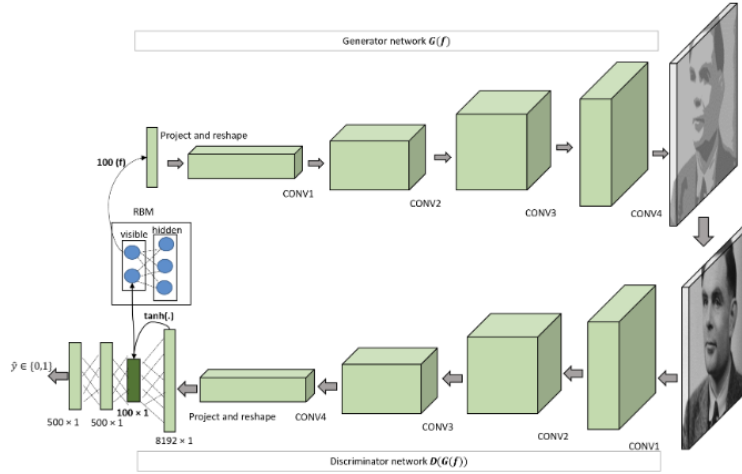 Generator network G(f)
Project and reshape
100 (f)
CONV1
CONV2
CONV3
CONV4
RBM
visible
hidden
tanh(.)
ŷ ∈ {0,1}
500 × 1
500 × 1
100 × 1
8192 × 1
Project and reshape
CONV4
CONV3
CONV2
CONV1
Discriminator network D(G(f))